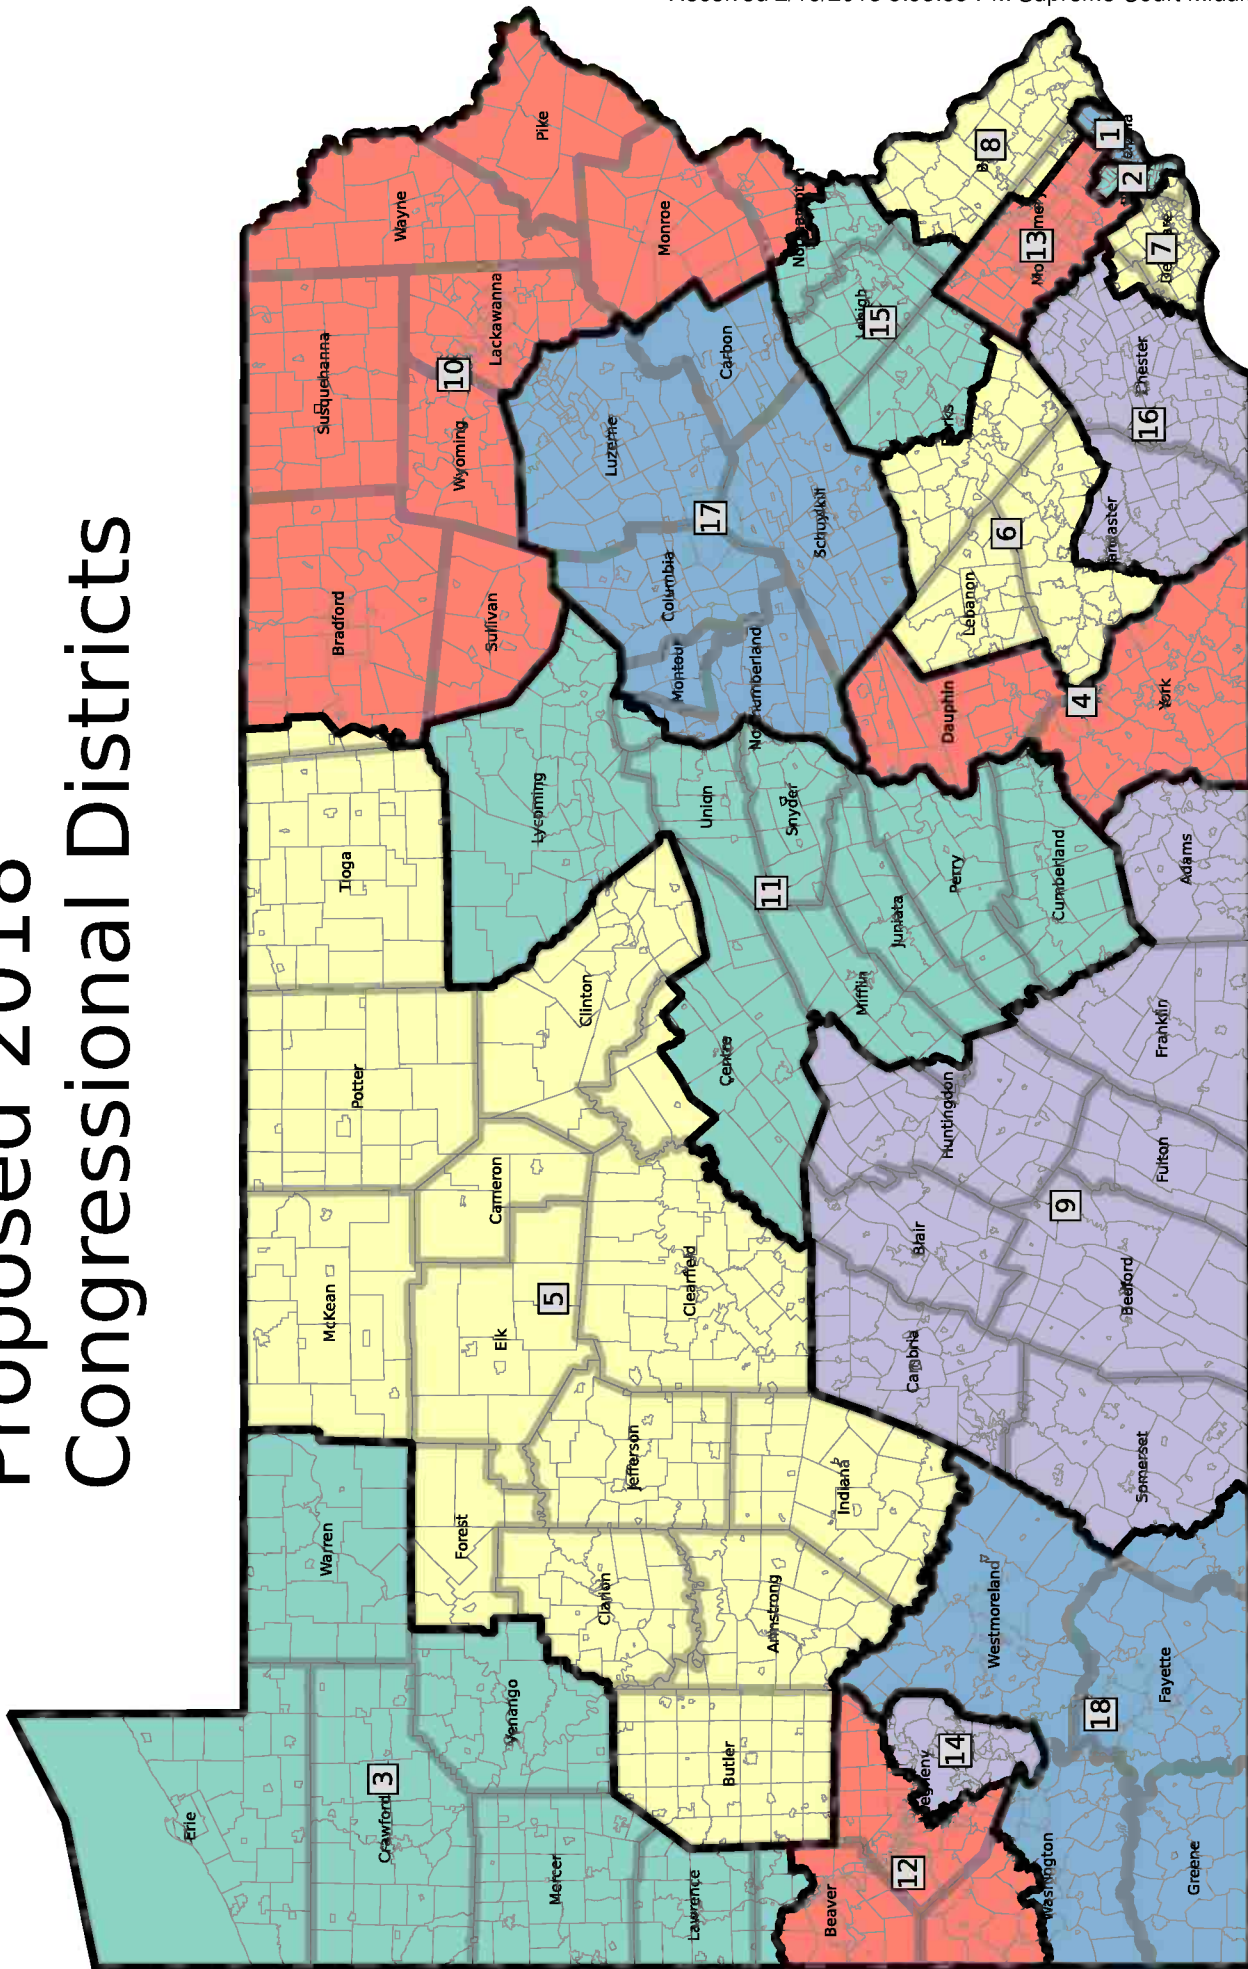 Proposed 2018
Congressional Districts
Erie
Crawford
3
Warren
Mercer
Venango
Lawrence
Forest
McKean
Potter
Tioga
Bradford
Susquehanna
Wayne
Pike
Elk
5
Cameron
Clinton
Lycoming
Sullivan
Wyoming
10
Lackawanna
Monroe
Clarion
Jefferson
Clearfield
Butler
Armstrong
Indiana
Centre
11
Union
Snyder
Montour
Columbia
Northumberland
17
Luzerne
Carbon
Schuylkill
Northampton
Lehigh
15
Beaver
12
Allegheny
14
Westmoreland
Washington
18
Greene
Fayette
Cambria
Blair
Huntingdon
Mifflin
Juniata
Perry
Cumberland
Dauphin
Lebanon
6
Berks
8
Montgomery
13
1
2
7
Somerset
Bedford
9
Fulton
Franklin
Adams
York
4
Lancaster
16
Chester